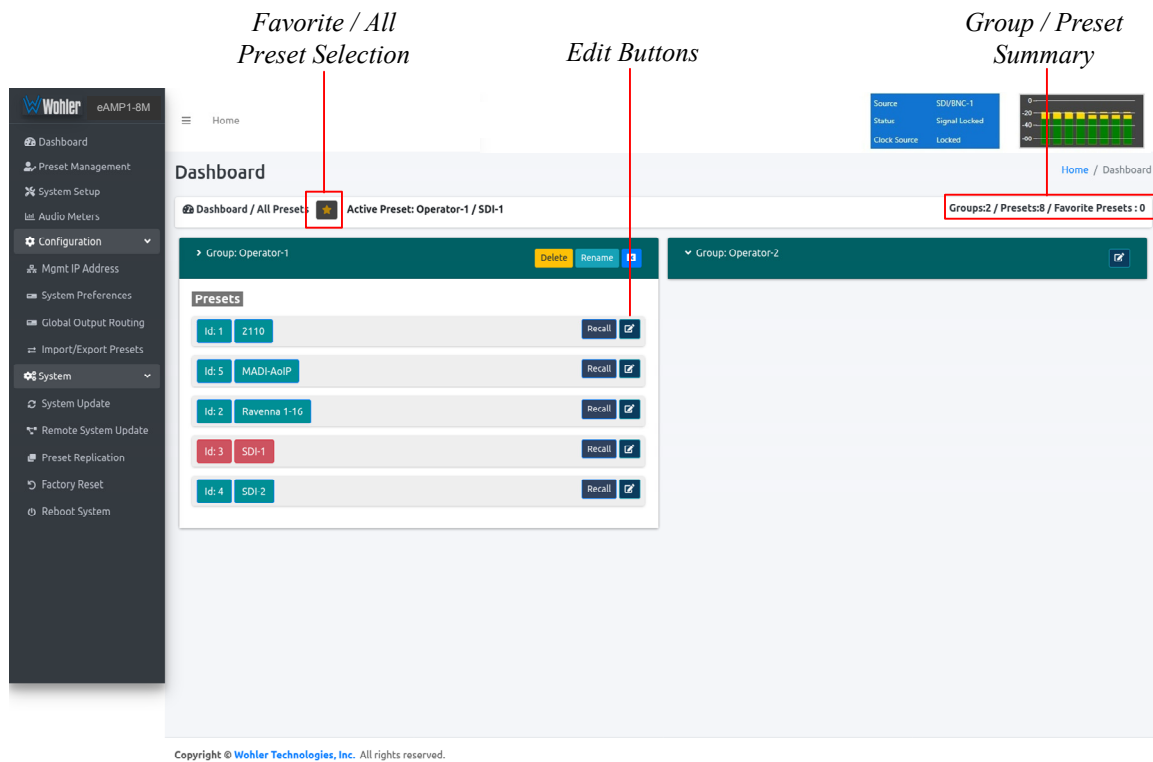 Favorite / All
Preset Selection
Edit Buttons
Group / Preset
Summary
Wohler eAMP1-8M
Dashboard
Preset Management
System Setup
Audio Meters
Configuration
Mgmt IP Address
System Preferences
Global Output Routing
Import/Export Presets
System
System Update
Remote System Update
Preset Replication
Factory Reset
Reboot System
Home
Source SDI/BNC-1
Status Signal Locked
Clock Source Locked
0
-20
-40
-60
Dashboard
Home / Dashboard
Dashboard / All Presets Active Preset: Operator-1 / SDI-1
Groups:2 / Presets:8 / Favorite Presets : 0
Group: Operator-1 Delete Rename
Group: Operator-2
Presets
Id: 1 2110 Recall
Id: 5 MADI-AoIP Recall
Id: 2 Ravenna 1-16 Recall
Id: 3 SDI-1 Recall
Id: 4 SDI-2 Recall
Copyright © Wohler Technologies, Inc. All rights reserved.